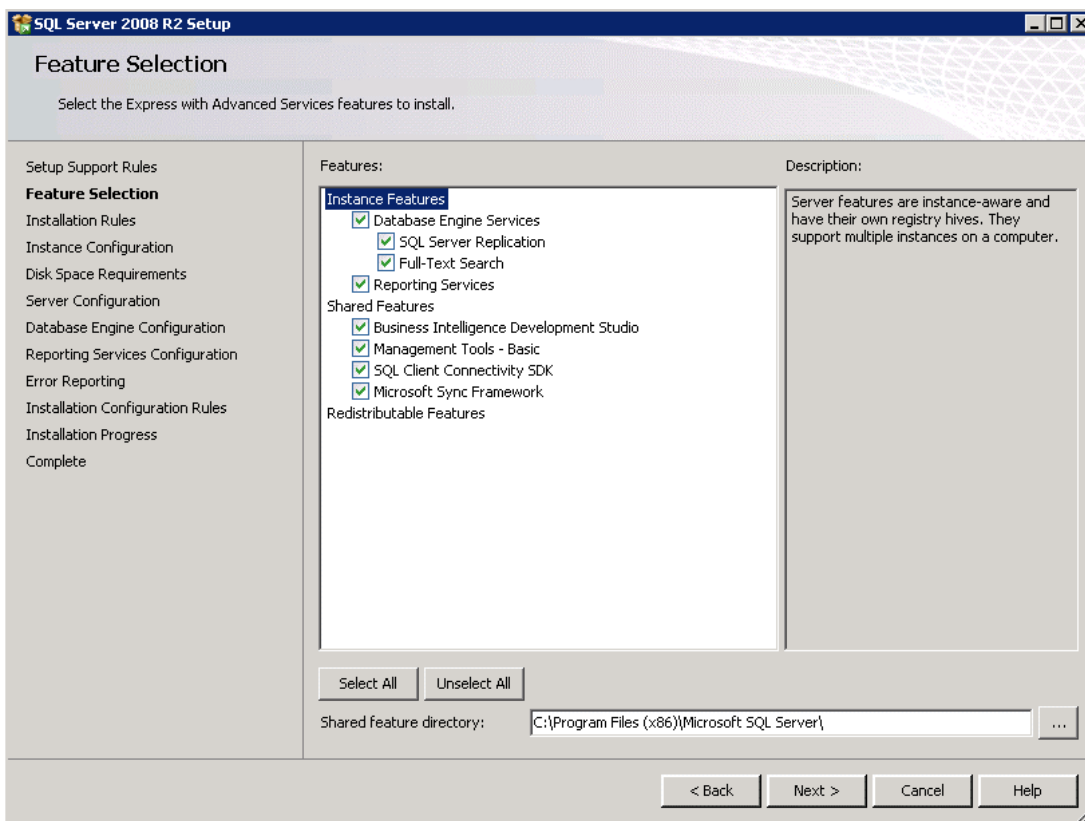 SQL Server 2008 R2 Setup
Feature Selection
Select the Express with Advanced Services features to install.
Setup Support Rules
Feature Selection
Installation Rules
Instance Configuration
Disk Space Requirements
Server Configuration
Database Engine Configuration
Reporting Services Configuration
Error Reporting
Installation Configuration Rules
Installation Progress
Complete
Features:
Instance Features
Database Engine Services
SQL Server Replication
Full-Text Search
Reporting Services
Shared Features
Business Intelligence Development Studio
Management Tools - Basic
SQL Client Connectivity SDK
Microsoft Sync Framework
Redistributable Features
Description:
Server features are instance-aware and
have their own registry hives. They
support multiple instances on a computer.
Select All
Unselect All
Shared feature directory:
C:\Program Files (x86)\Microsoft SQL Server\
...
< Back
Next >
Cancel
Help